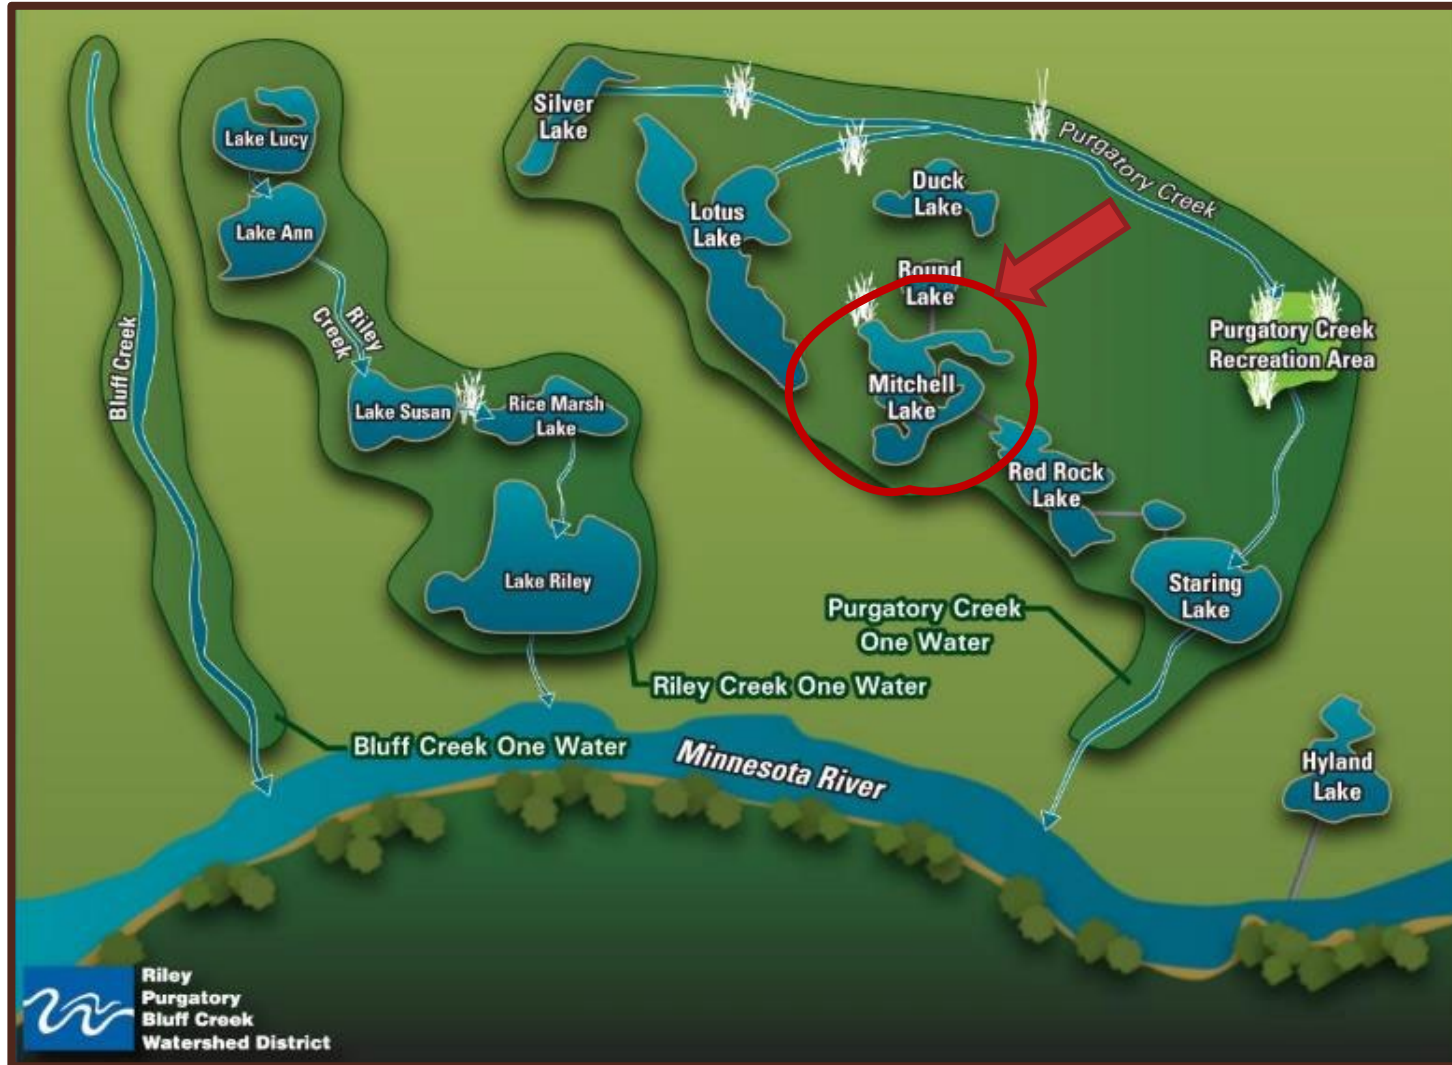 Bluff Creek
Lake Lucy
Lake Ann
Riley
Creek
Lake Susan
Rice Marsh
Lake
Lake Riley
Silver
Lake
Lotus
Lake
Duck
Lake
Round
Lake
Mitchell
Lake
Red Rock
Lake
Purgatory Creek
Purgatory Creek
Recreation Area
Staring
Lake
Purgatory Creek
One Water
Riley Creek One Water
Bluff Creek One Water
Minnesota River
Hyland
Lake
Riley
Purgatory
Bluff Creek
Watershed District